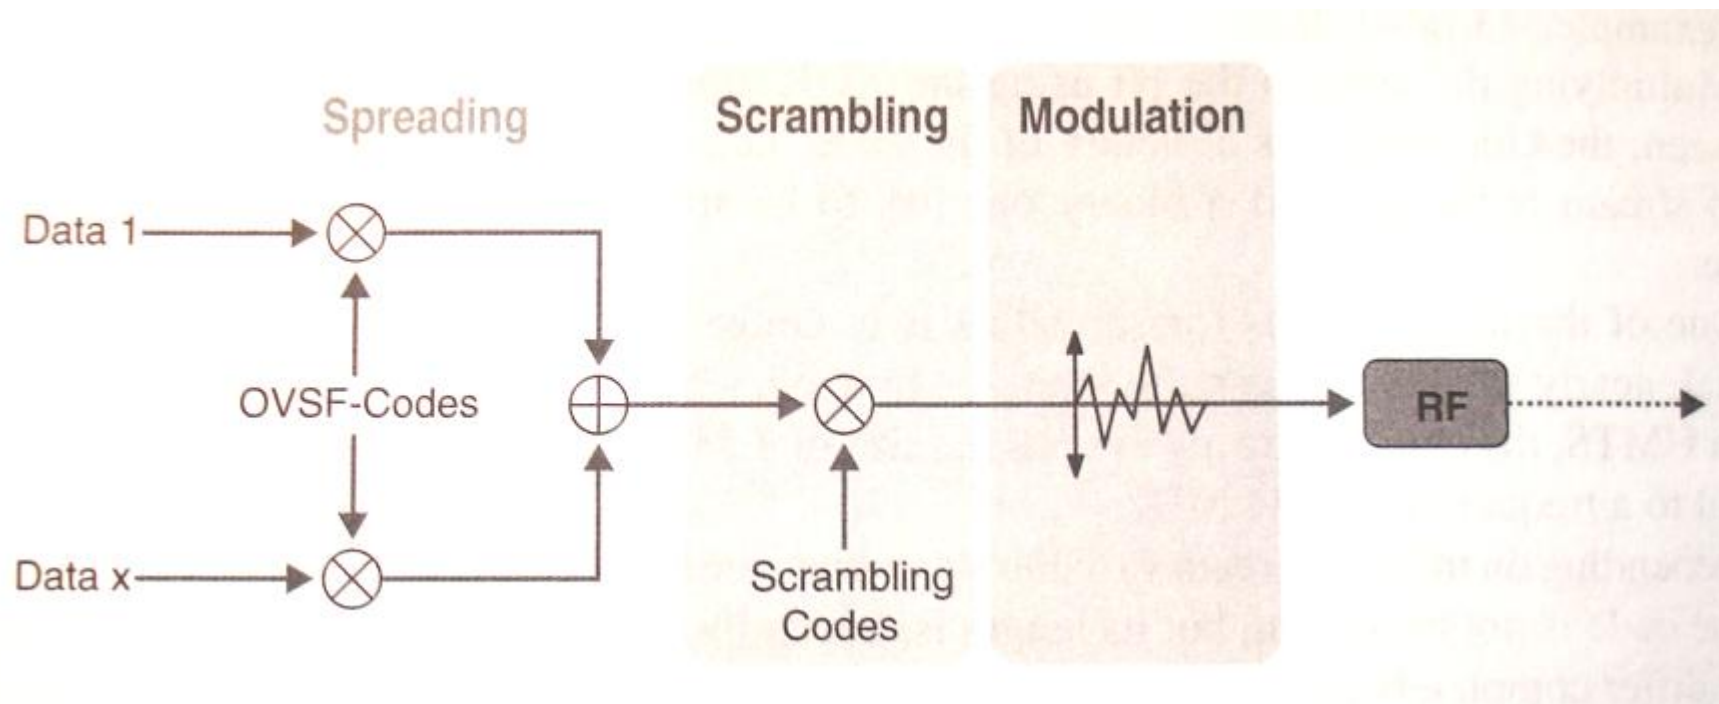 Spreading
Scrambling
Modulation
Data 1
OVSF-Codes
RF
Data x
Scrambling
Codes